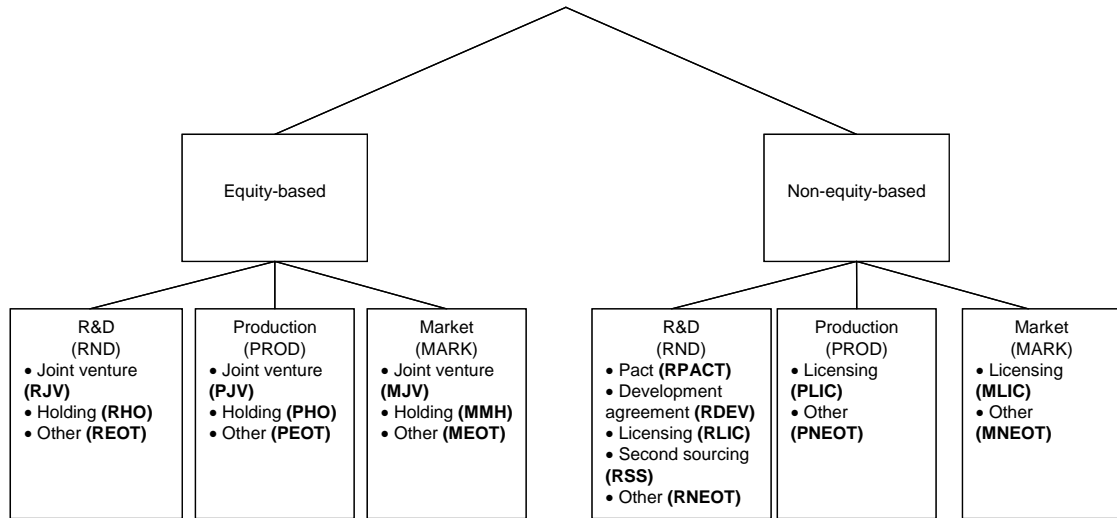 Equity-based
Non-equity-based
R&D
(RND)
• Joint venture
(RJV)
• Holding (RHO)
• Other (REOT)
Production
(PROD)
• Joint venture
(PJV)
• Holding (PHO)
• Other (PEOT)
Market
(MARK)
• Joint venture
(MJV)
• Holding (MMH)
• Other (MEOT)
R&D
(RND)
• Pact (RPACT)
• Development
agreement (RDEV)
• Licensing (RLIC)
• Second sourcing
(RSS)
• Other (RNEOT)
Production
(PROD)
• Licensing
(PLIC)
• Other
(PNEOT)
Market
(MARK)
• Licensing
(MLIC)
• Other
(MNEOT)